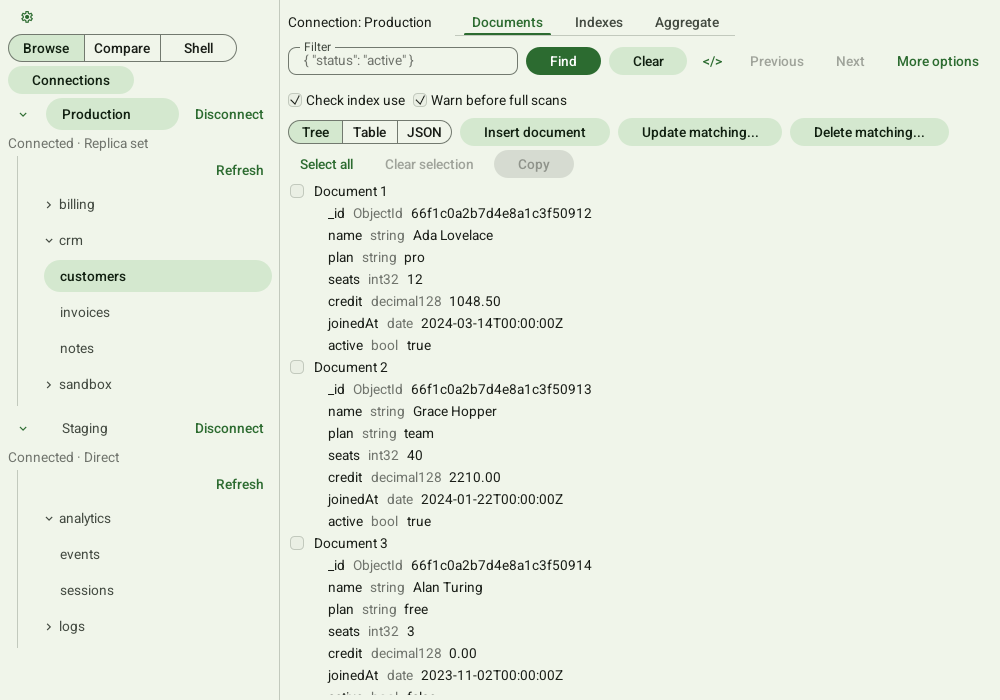 Browse Compare Shell
Connections
Production Disconnect
Connected · Replica set
Refresh
billing
crm
customers
invoices
notes
sandbox
Staging Disconnect
Connected · Direct
Refresh
analytics
events
sessions
logs
Connection: Production Documents Indexes Aggregate
Filter
{ "status": "active" } Find Clear </> Previous Next More options
Check index use Warn before full scans
Tree Table JSON Insert document Update matching... Delete matching...
Select all Clear selection Copy
Document 1
_id ObjectId 66f1c0a2b7d4e8a1c3f50912
name string Ada Lovelace
plan string pro
seats int32 12
credit decimal128 1048.50
joinedAt date 2024-03-14T00:00:00Z
active bool true
Document 2
_id ObjectId 66f1c0a2b7d4e8a1c3f50913
name string Grace Hopper
plan string team
seats int32 40
credit decimal128 2210.00
joinedAt date 2024-01-22T00:00:00Z
active bool true
Document 3
_id ObjectId 66f1c0a2b7d4e8a1c3f50914
name string Alan Turing
plan string free
seats int32 3
credit decimal128 0.00
joinedAt date 2023-11-02T00:00:00Z